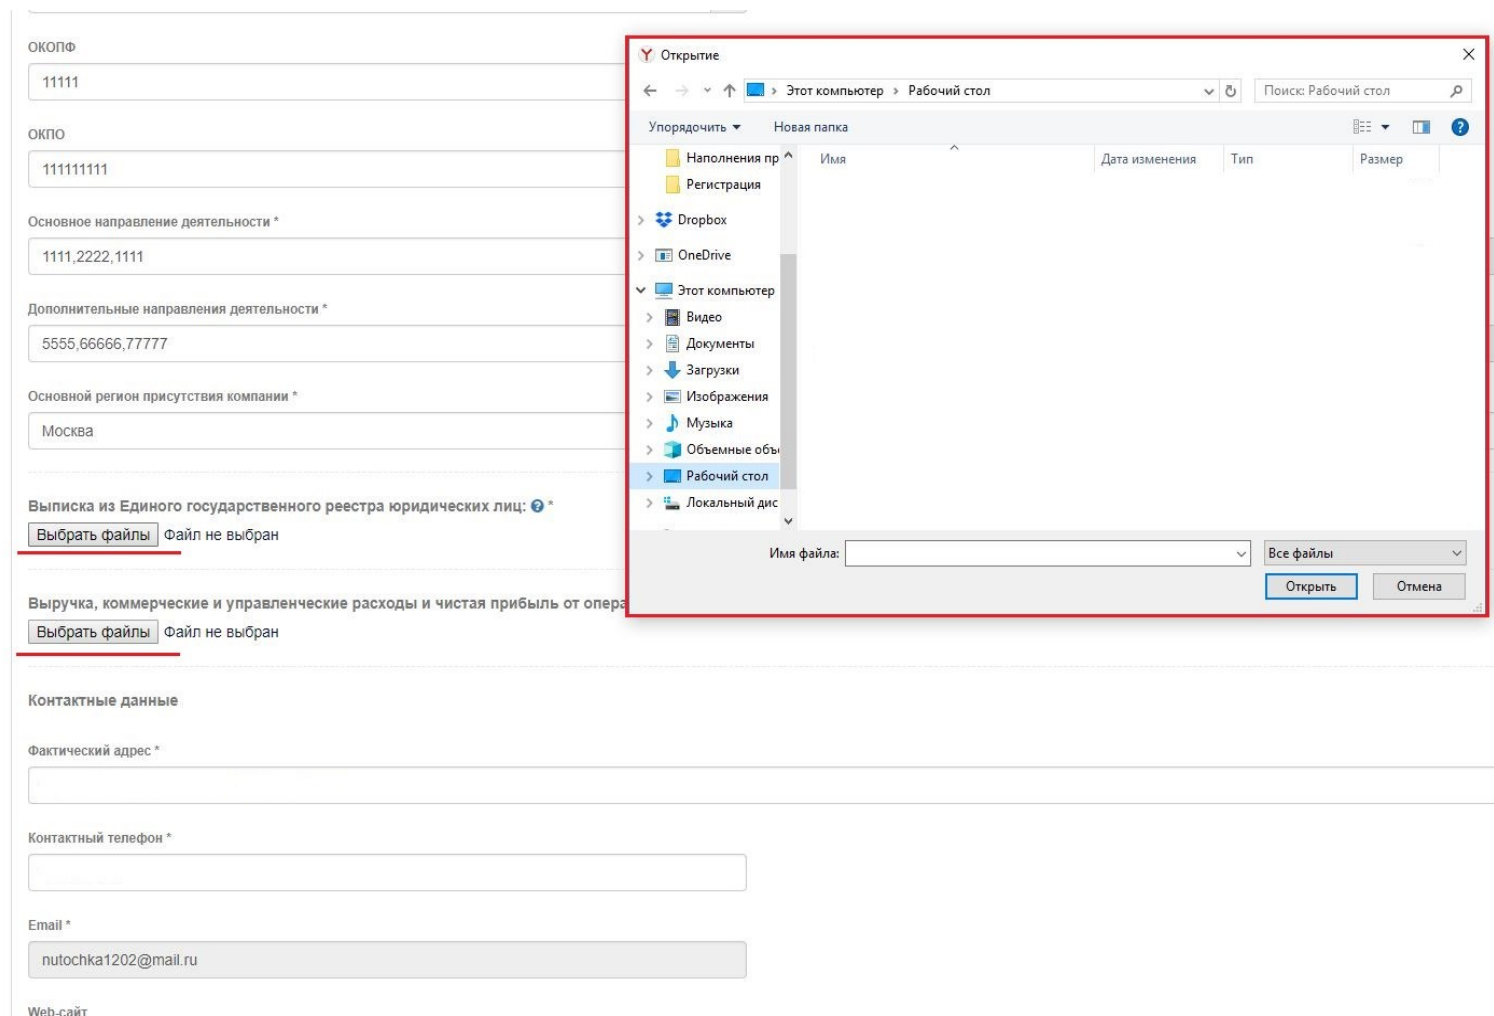 ОКОПФ
11111
ОКПО
111111111
Основное направление деятельности *
1111,2222,1111
Дополнительные направления деятельности *
5555,66666,77777
Основной регион присутствия компании *
Москва
Выписка из Единого государственного реестра юридических лиц: ? *
Выбрать файлы Файл не выбран
Выручка, коммерческие и управленческие расходы и чистая прибыль от опера
Выбрать файлы Файл не выбран
Контактные данные
Фактический адрес *
Контактный телефон *
Email *
nutochka1202@mail.ru
Web-сайт
Y Открытие
Этот компьютер > Рабочий стол
Поиск: Рабочий стол
Упорядочить Новая папка
?
Имя Дата изменения Тип Размер
Наполнения пр
Регистрация
Dropbox
OneDrive
Этот компьютер
Видео
Документы
Загрузки
Изображения
Музыка
Объемные объ
Рабочий стол
Локальный дис
Имя файла:
Все файлы
Открыть Отмена